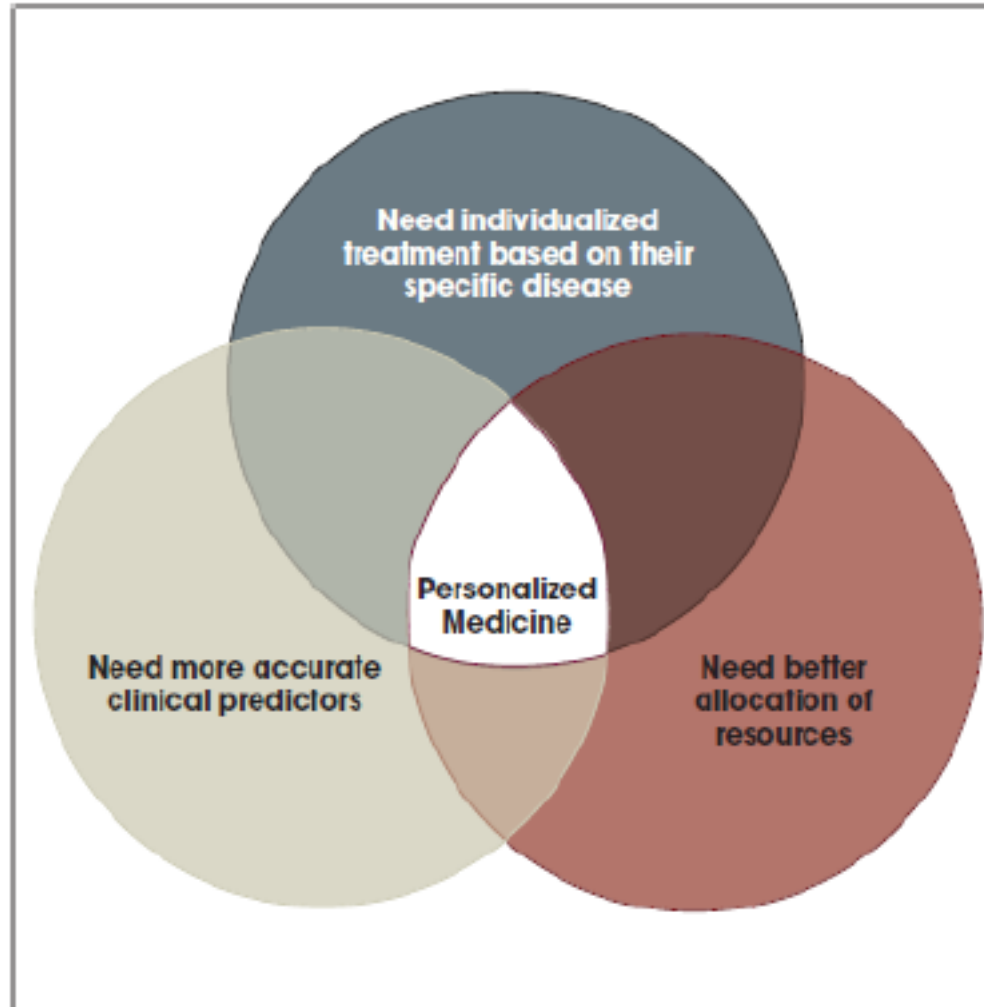 Need individualized
treatment based on their
specific disease
Personalized
Medicine
Need more accurate
clinical predictors
Need better
allocation of
resources